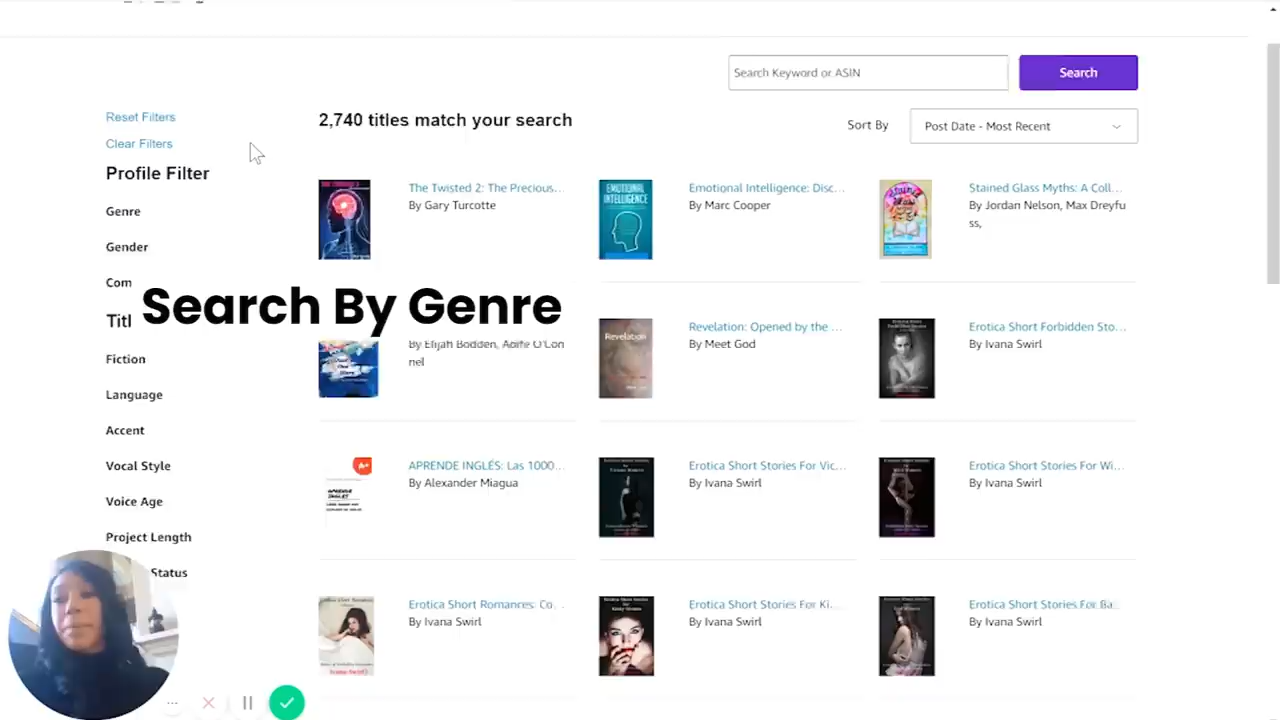 Search Keyword or ASIN
Search
Reset Filters
Clear Filters
2,740 titles match your search
Sort By
Post Date - Most Recent
Profile Filter
Genre
Gender
Com
Titl
Fiction
Language
Accent
Vocal Style
Voice Age
Project Length
Status
Search By Genre
The Twisted 2: The Precious...
By Gary Turcotte
EMOTIONAL
INTELLIGENCE
Emotional Intelligence: Disc...
By Marc Cooper
Stained Glass Myths: A Coll...
By Jordan Nelson, Max Dreyfu
ss,
By Elijah Bodden, Aoife O'Con
nel
Revelation
Revelation: Opened by the ...
By Meet God
Erotica Short Forbidden Sto...
By Ivana Swirl
A+
APRENDE
INGLÉS
APRENDE INGLÉS: Las 1000...
By Alexander Miagua
Erotica Short Stories For Vic...
By Ivana Swirl
Erotica Short Stories For Wi...
By Ivana Swirl
Erotica Short Romances: Co...
By Ivana Swirl
Erotica Short Stories For Ki...
By Ivana Swirl
Erotica Short Stories For Ba...
By Ivana Swirl